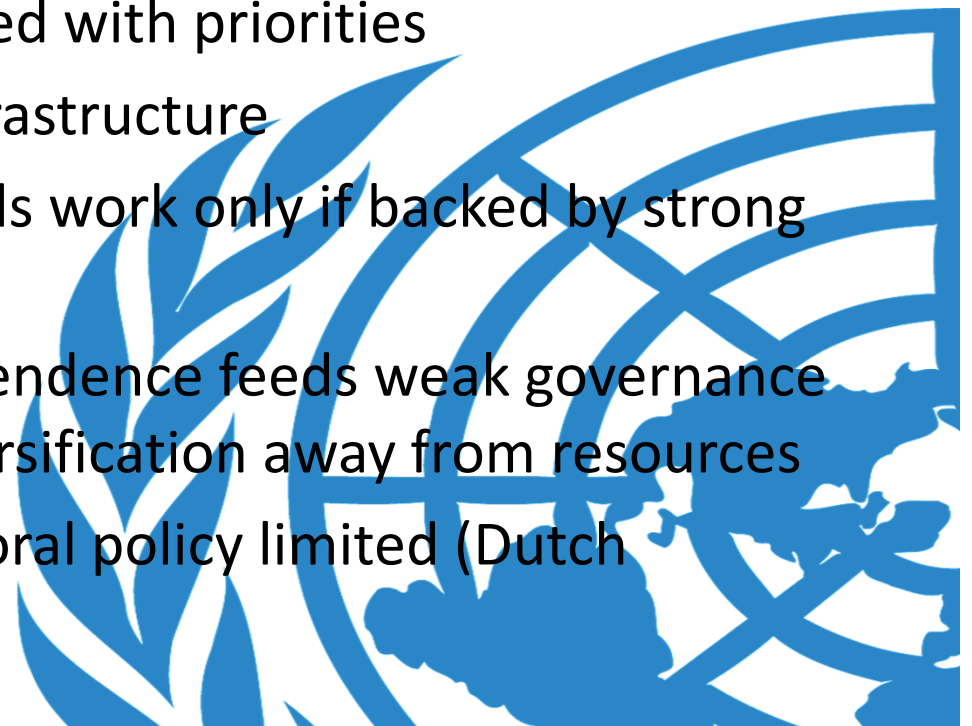 ed with priorities
rastructure
ls work only if backed by strong
endence feeds weak governance
rsification away from resources
oral policy limited (Dutch